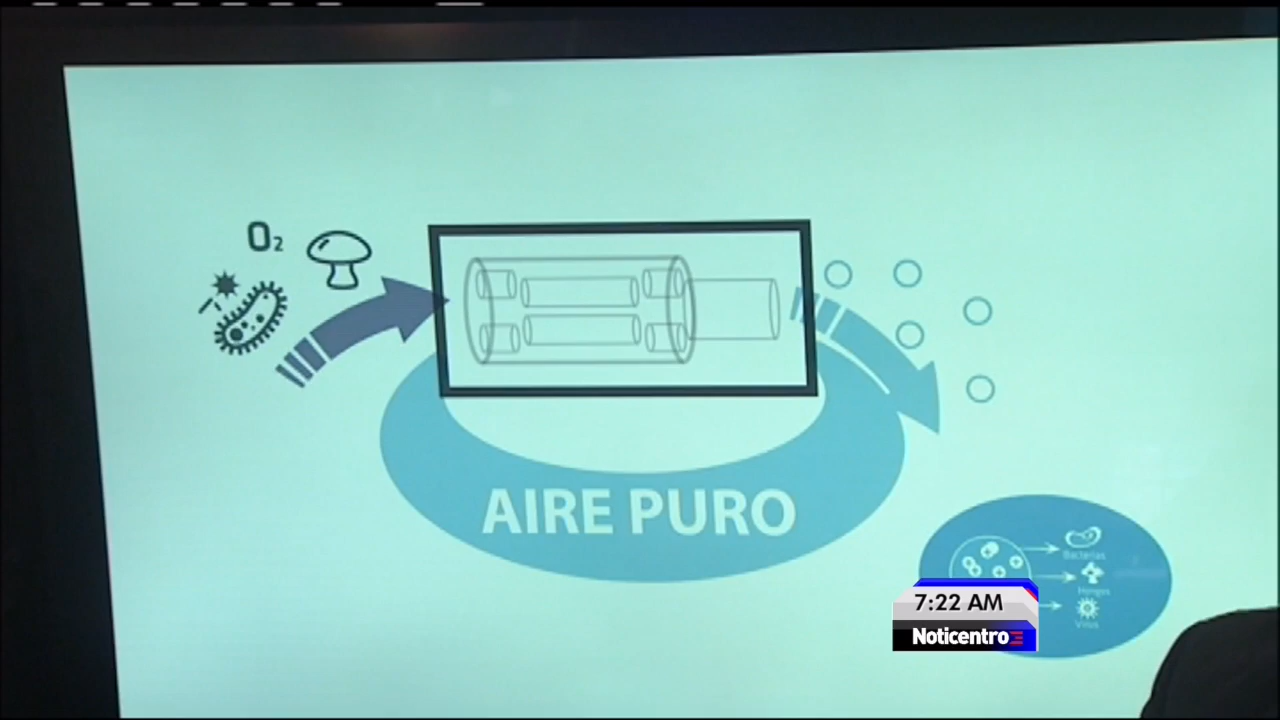 O₂
AIRE PURO
Bacterias
Hongos
Virus
7:22 AM
Noticentro